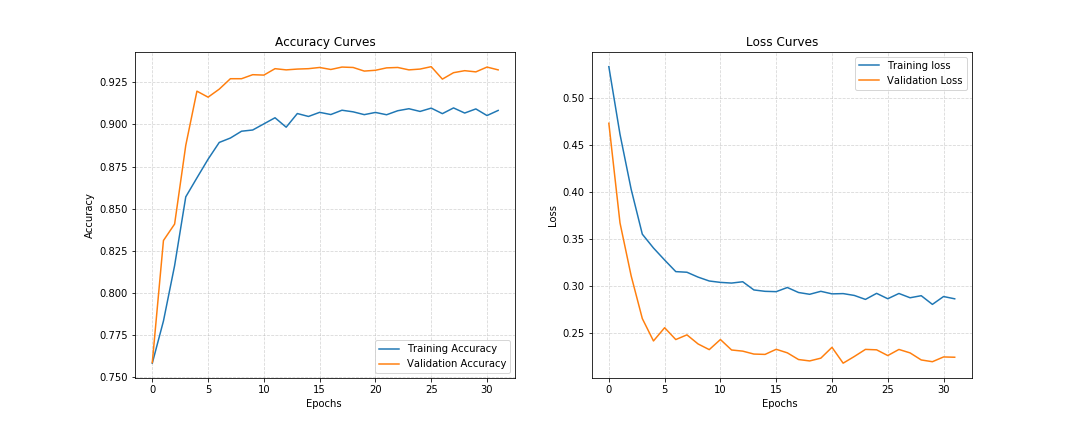 Accuracy Curves
Accuracy
0.925
0.900
0.875
0.850
0.825
0.800
0.775
0.750
0 5 10 15 20 25 30
Epochs
Training Accuracy
Validation Accuracy
Loss Curves
Loss
0.50
0.45
0.40
0.35
0.30
0.25
0 5 10 15 20 25 30
Epochs
Training loss
Validation Loss